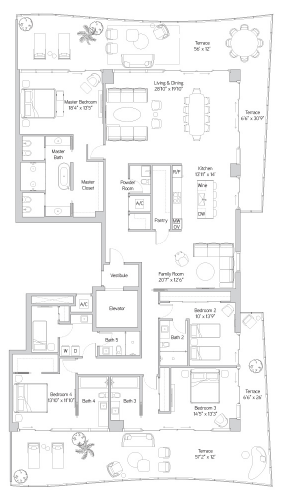 Terrace
56' x 12'
Living & Dining
28'10" x 19'10"
Master Bedroom
18'4" x 13'5"
Terrace
6'6" x 30'9"
Master
Bath
Kitchen
13'11" x 14'
Powder
Room
R/F
Master
Closet
Wine
A/C
DW
Pantry
MW
OV
Vestibule
Family Room
20'7" x 12'6"
A/C
Elevator
Bedroom 2
10' x 13'9"
Bath 5
Bath 2
W D
Bedroom 4
13'10" x 11'10"
Bath 4
Bath 3
Bedroom 3
14'5" x 13'3"
Terrace
6'6" x 26'
Terrace
57'2" x 12'